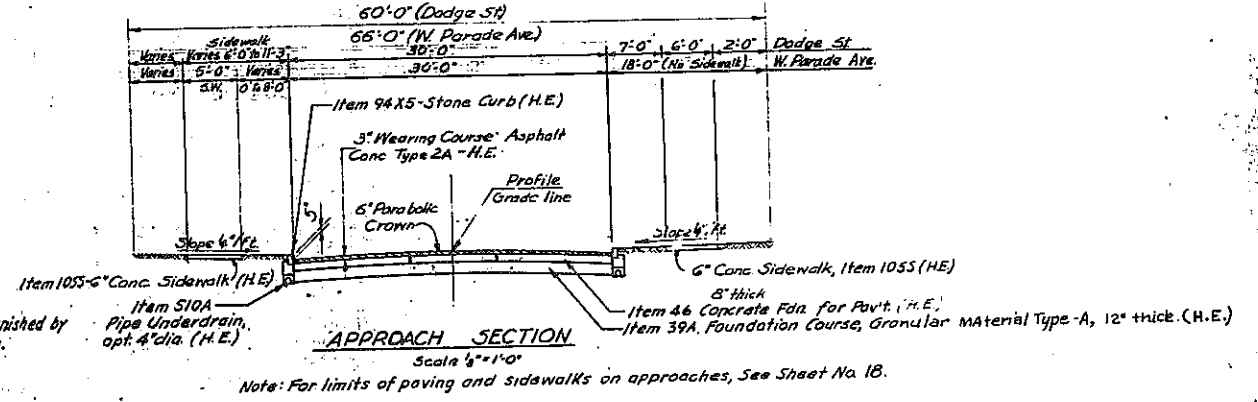 60'-0" (Dodge St)
66'-0" (W. Parade Ave.)
Sidewalk
Varies Varies 6'-0" to 11'-3" 30'-0" 7'-0" 6'-0" 2'-0" Dodge St
Varies 5'-0" Varies 30'-0" 18'-0" (No Sidewalk) W. Parade Ave.
S.W. 0'&8'-0"
Item 94X5-Stone Curb (H.E.)
3" Wearing Course Asphalt
Conc Type 2A -H.E.
Profile
Grade line
6" Parabolic
Crown
5"
Slope ¼"/Ft.
Slope ¼" Ft.
Item 105S-6" Conc. Sidewalk (H.E)
6" Conc. Sidewalk, Item 105S (H.E)
Item 510A
Pipe Underdrain,
opt. 4" dia. (H.E.)
nished by
8" thick
Item 46 Concrete Fdn. for Pav't. (H.E.)
Item 39A, Foundation Course, Granular MAterial Type-A, 12" thick. (H.E.)
APPROACH SECTION
Scale ⅛"=1'-0"
Note: For limits of paving and sidewalks on approaches, See Sheet No. 18.